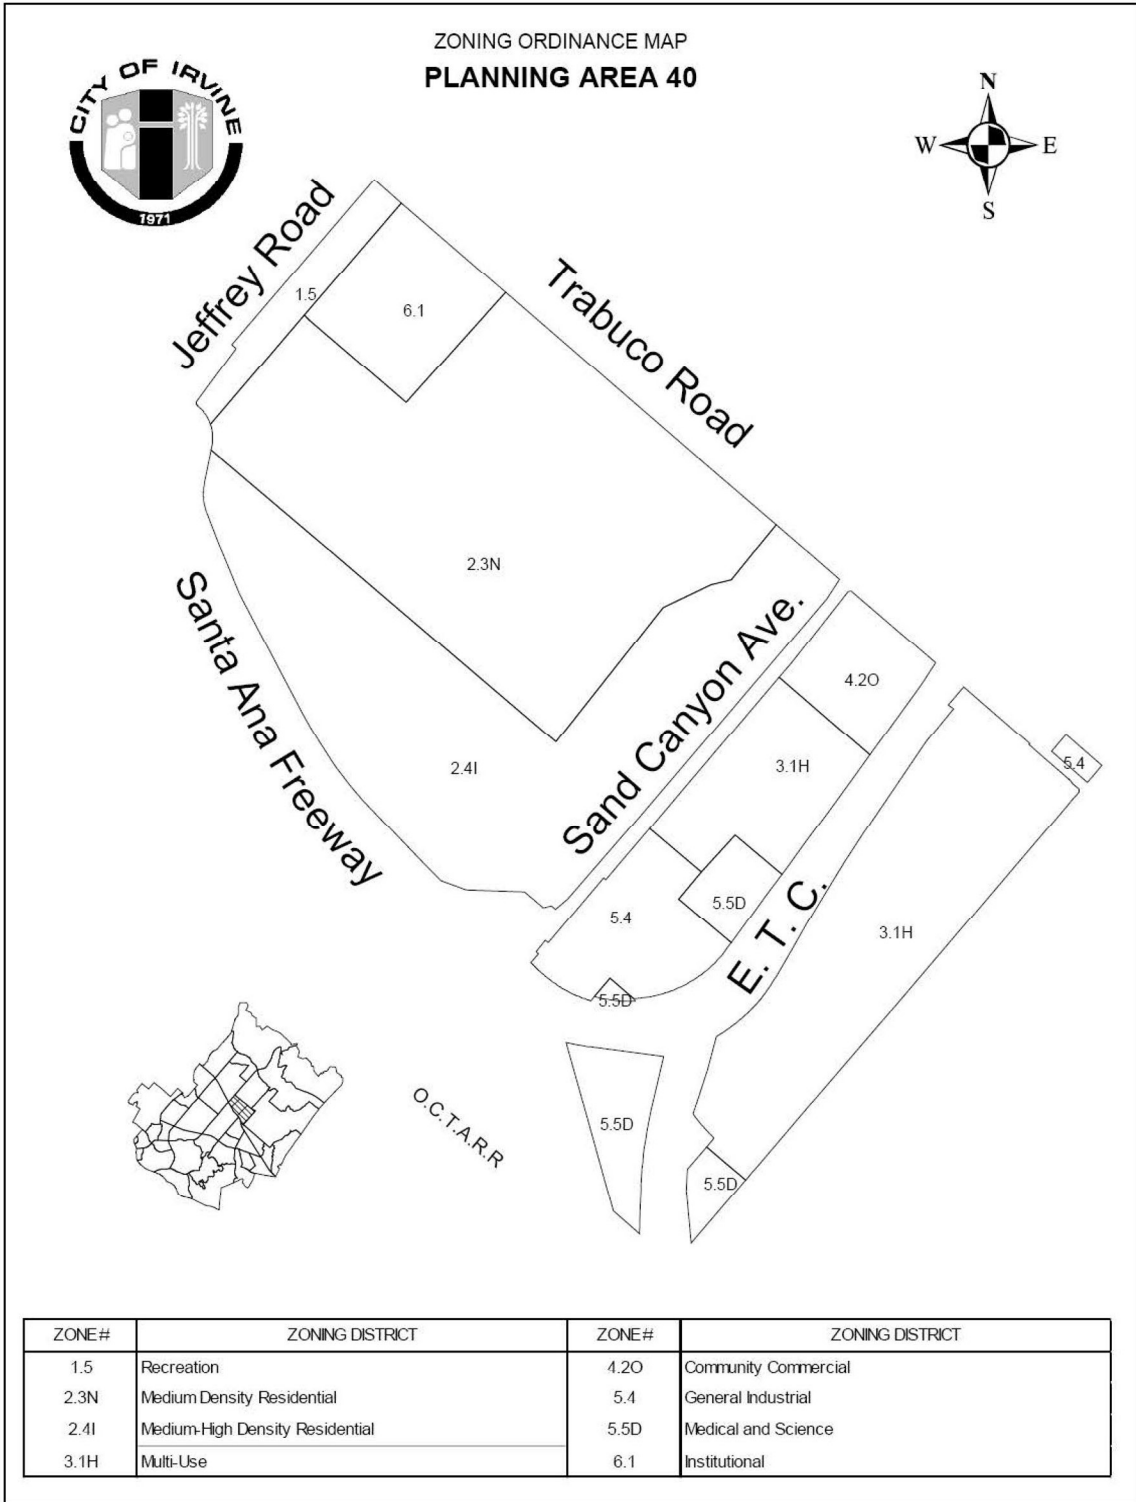 ZONING ORDINANCE MAP
PLANNING AREA 40
CITY OF IRVINE
1971
N
W
E
S
Jeffrey Road
Trabuco Road
1.5
6.1
2.3N
Santa Ana Freeway
Sand Canyon Ave.
4.2O
5.4
2.4I
3.1H
5.5D
5.4
E. T. C.
3.1H
5.5D
O.C.T.A.R.R
5.5D
5.5D
ZONE# ZONING DISTRICT ZONE# ZONING DISTRICT
1.5 Recreation 4.2O Community Commercial
2.3N Medium Density Residential 5.4 General Industrial
2.4I Medium-High Density Residential 5.5D Medical and Science
3.1H Multi-Use 6.1 Institutional